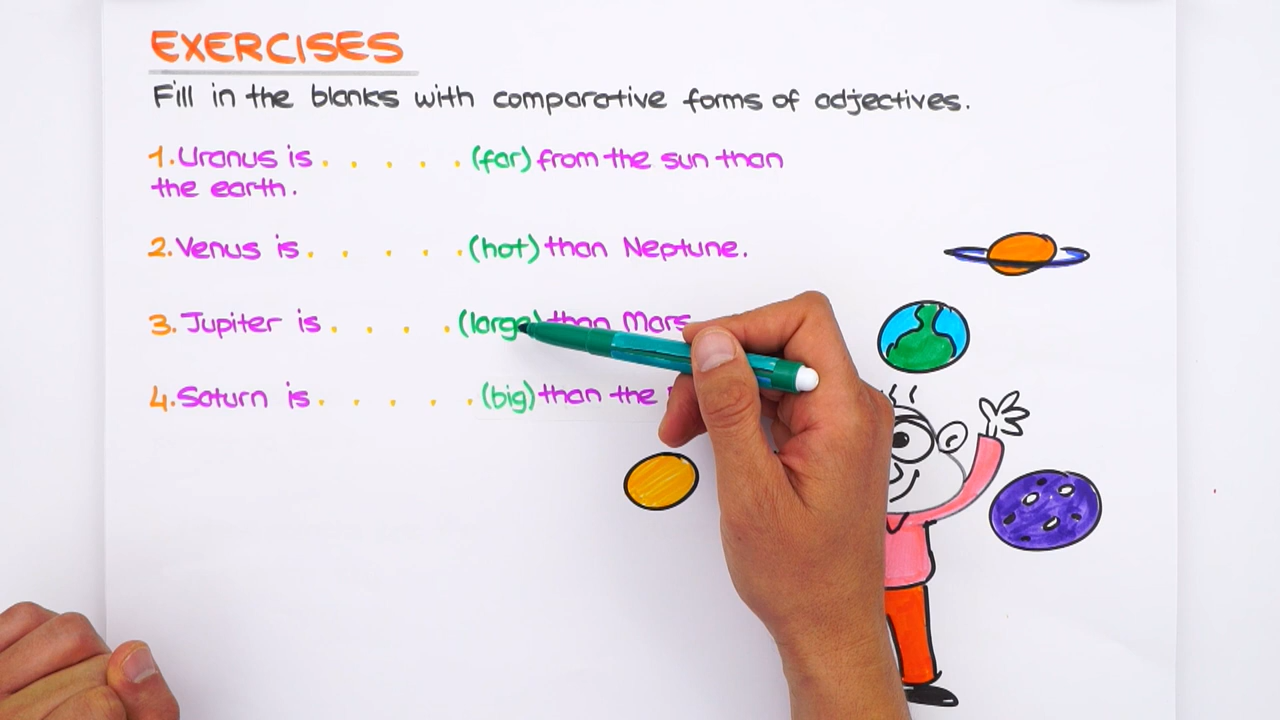 EXERCISES
Fill in the blanks with comparative forms of adjectives.
1. Uranus is . . . . . (far) from the sun than
the earth.
2. Venus is . . . . . (hot) than Neptune.
3. Jupiter is . . . . (large) than Mars
4. Saturn is . . . . . (big) than the